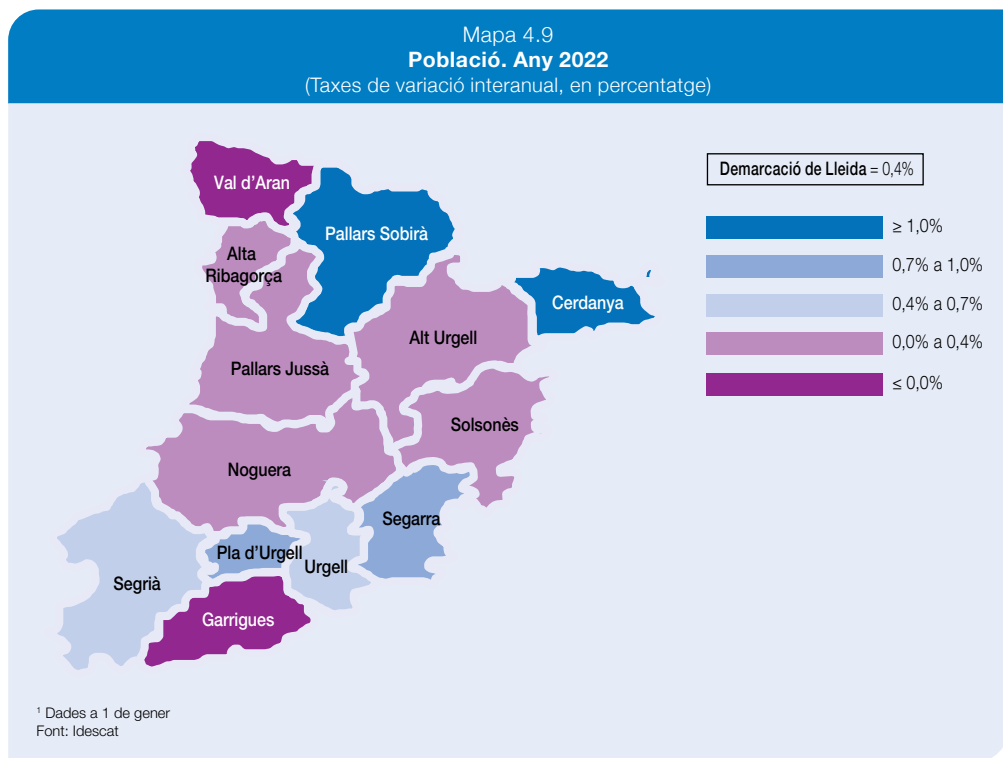 Mapa 4.9
Població. Any 2022
(Taxes de variació interanual, en percentatge)
Demarcació de Lleida = 0,4%
≥ 1,0%
0,7% a 1,0%
0,4% a 0,7%
0,0% a 0,4%
≤ 0,0%
Val d'Aran
Pallars Sobirà
Alta
Ribagorça
Cerdanya
Alt Urgell
Pallars Jussà
Solsonès
Noguera
Segarra
Pla d'Urgell
Urgell
Segrià
Garrigues
¹ Dades a 1 de gener
Font: Idescat